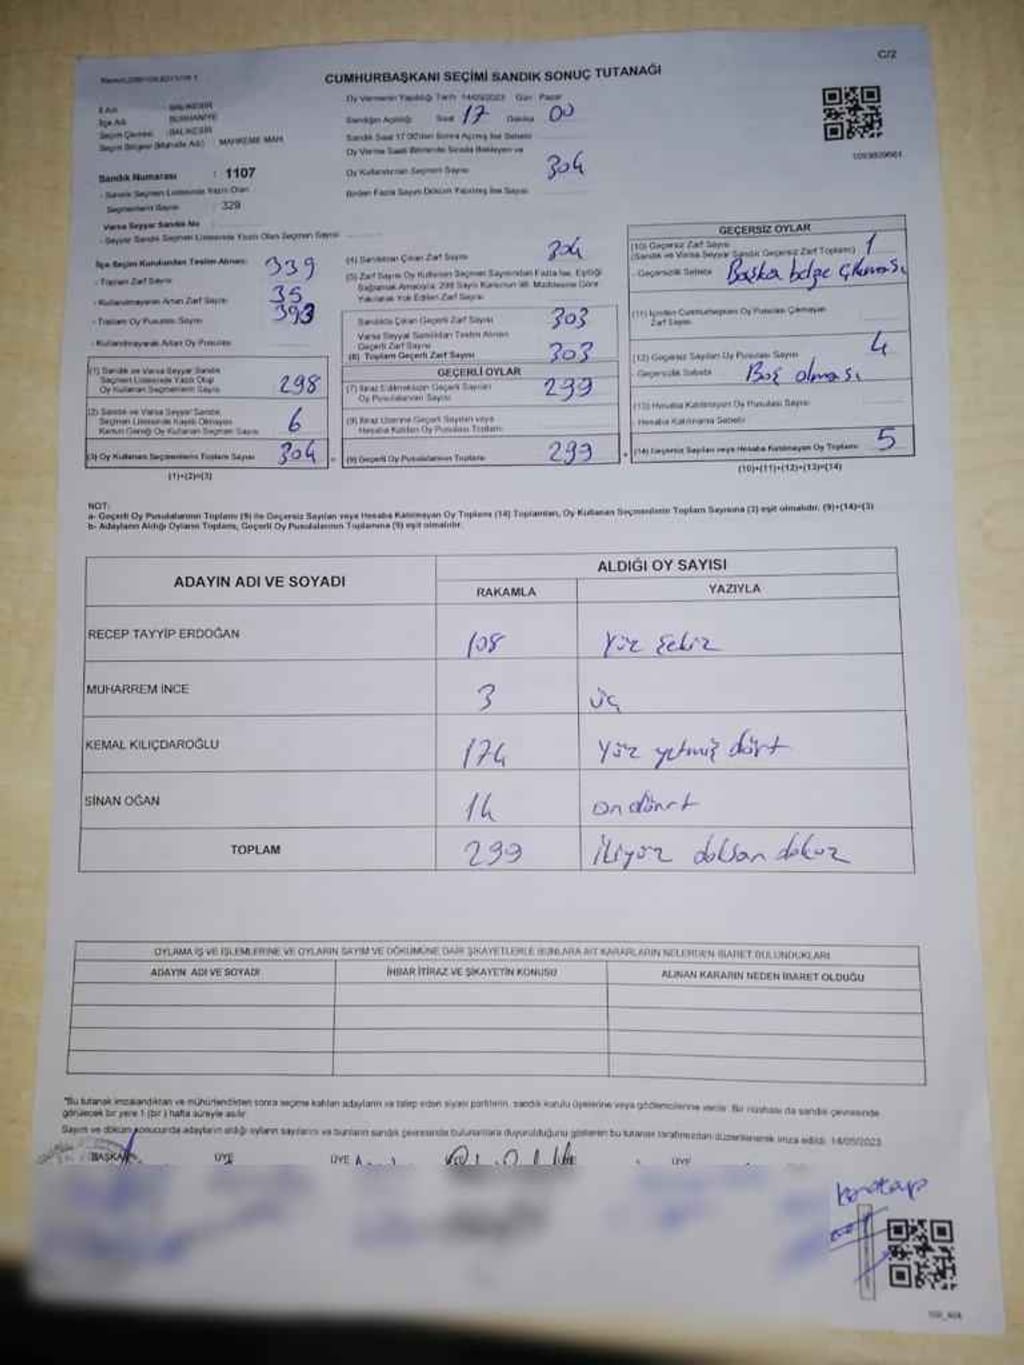 C/2
CUMHURBAŞKANI SEÇİMİ SANDIK SONUÇ TUTANAĞI
Oy Vermenin Yapıldığı Tarih 14/05/2023 Gün Pazar
Sandığın Açıldığı Saat 17 Dakika 00
Sandık Saat 17:00'den Sonra Açılmış İse Sebebi
Oy Verme Saati Bitiminde Sırada Bekleyen ve
Oy Kullandırılan Seçmen Sayısı 304
Birden Fazla Sayım Döküm Yapılmış İse Sayısı
İli Adı BALIKESİR
İlçe Adı BURHANİYE
Seçim Çevresi BALIKESİR
Seçim Bölgesi (Mahalle Adı) MAHKEME MAH
Sandık Numarası : 1107
- Sandık Seçmen Listesinde Yazılı Olan
Seçmenlerin Sayısı : 329
Varsa Seyyar Sandık No
- Seyyar Sandık Seçmen Listesinde Yazılı Olan Seçmen Sayısı
İlçe Seçim Kurulundan Teslim Alınan:
- Toplam Zarf Sayısı 339
- Kullanılmayarak Artan Zarf Sayısı 35
- Toplam Oy Pusulası Sayısı 393
- Kullanılmayarak Artan Oy Pusulası
(1) Sandık ve Varsa Seyyar Sandık
Seçmen Listesinde Yazılı Olup
Oy Kullanan Seçmenlerin Sayısı 298
(2) Sandık ve Varsa Seyyar Sandık
Seçmen Listesinde Kayıtlı Olmayan
Kanun Gereği Oy Kullanan Seçmen Sayısı 6
(3) Oy Kullanan Seçmenlerin Toplam Sayısı 304
(1)+(2)=(3)
(4) Sandıktan Çıkan Zarf Sayısı 304
(5) Zarf Sayısı Oy Kullanan Seçmen Sayısından Fazla İse, Eşitliği
Sağlamak Amacıyla, 298 Sayılı Kanunun 98. Maddesine Göre
Yakılarak Yok Edilen Zarf Sayısı
Sandıkta Çıkan Geçerli Zarf Sayısı 303
Varsa Seyyar Sandıktan Teslim Alınan
Geçerli Zarf Sayısı
(6) Toplam Geçerli Zarf Sayısı 303
GEÇERLİ OYLAR
(7) İtiraz Edilmeksizin Geçerli Sayılan
Oy Pusulalarının Sayısı 299
(8) İtiraz Üzerine Geçerli Sayılan veya
Hesaba Katılan Oy Pusulası Toplamı
(9) Geçerli Oy Pusulalarının Toplamı 299
GEÇERSİZ OYLAR
(10) Geçersiz Zarf Sayısı
(Sandık ve Varsa Seyyar Sandık Geçersiz Zarf Toplamı) 1
- Geçersizlik Sebebi Başka belge çıkması
(11) İçinden Cumhurbaşkanı Oy Pusulası Çıkmayan
Zarf Sayısı
(12) Geçersiz Sayılan Oy Pusulası Sayısı 4
Geçersizlik Sebebi Boş olması
(13) Hesaba Katılmayan Oy Pusulası Sayısı
- Hesaba Katılmama Sebebi
(14) Geçersiz Sayılan veya Hesaba Katılmayan Oy Toplamı 5
(10)+(11)+(12)+(13)=(14)
NOT:
a- Geçerli Oy Pusulalarının Toplamı (9) ile Geçersiz Sayılan veya Hesaba Katılmayan Oy Toplamı (14) Toplamları, Oy Kullanan Seçmenlerin Toplam Sayısına (3) eşit olmalıdır. (9)+(14)=(3)
b- Adayların Aldığı Oyların Toplamı, Geçerli Oy Pusulalarının Toplamına (9) eşit olmalıdır.
ADAYIN ADI VE SOYADI
ALDIĞI OY SAYISI
RAKAMLA YAZIYLA
RECEP TAYYİP ERDOĞAN 108 Yüz Sekiz
MUHARREM İNCE 3 üç
KEMAL KILIÇDAROĞLU 174 Yüz yetmiş dört
SİNAN OĞAN 14 on dört
TOPLAM 299 İkiyüz doksan dokuz
OYLAMA İŞ VE İŞLEMLERİNE VE OYLARIN SAYIM VE DÖKÜMÜNE DAİR ŞİKAYETLERLE BUNLARA AİT KARARLARIN NELERDEN İBARET BULUNDUKLARI
ADAYIN ADI VE SOYADI İHBAR İTİRAZ VE ŞİKAYETİN KONUSU ALINAN KARARIN NEDEN İBARET OLDUĞU
"Bu tutanak imzalandıktan ve mühürlendikten sonra seçime katılan adayların ve talep eden siyasi partilerin, sandık kurulu üyelerine veya gözlemcilerine verilir. Bir nüshası da sandık çevresinde
görülecek bir yere 1 (bir) hafta süreyle asılır.
Sayım ve döküm sonucunda adayların aldığı oyların sayılarını ve bunların sandık çevresinde bulunanlara duyurulduğunu gösteren bu tutanak tarafımızdan düzenlenerek imza edildi. 14/05/2023
BAŞKAN ÜYE ÜYE ÜYE